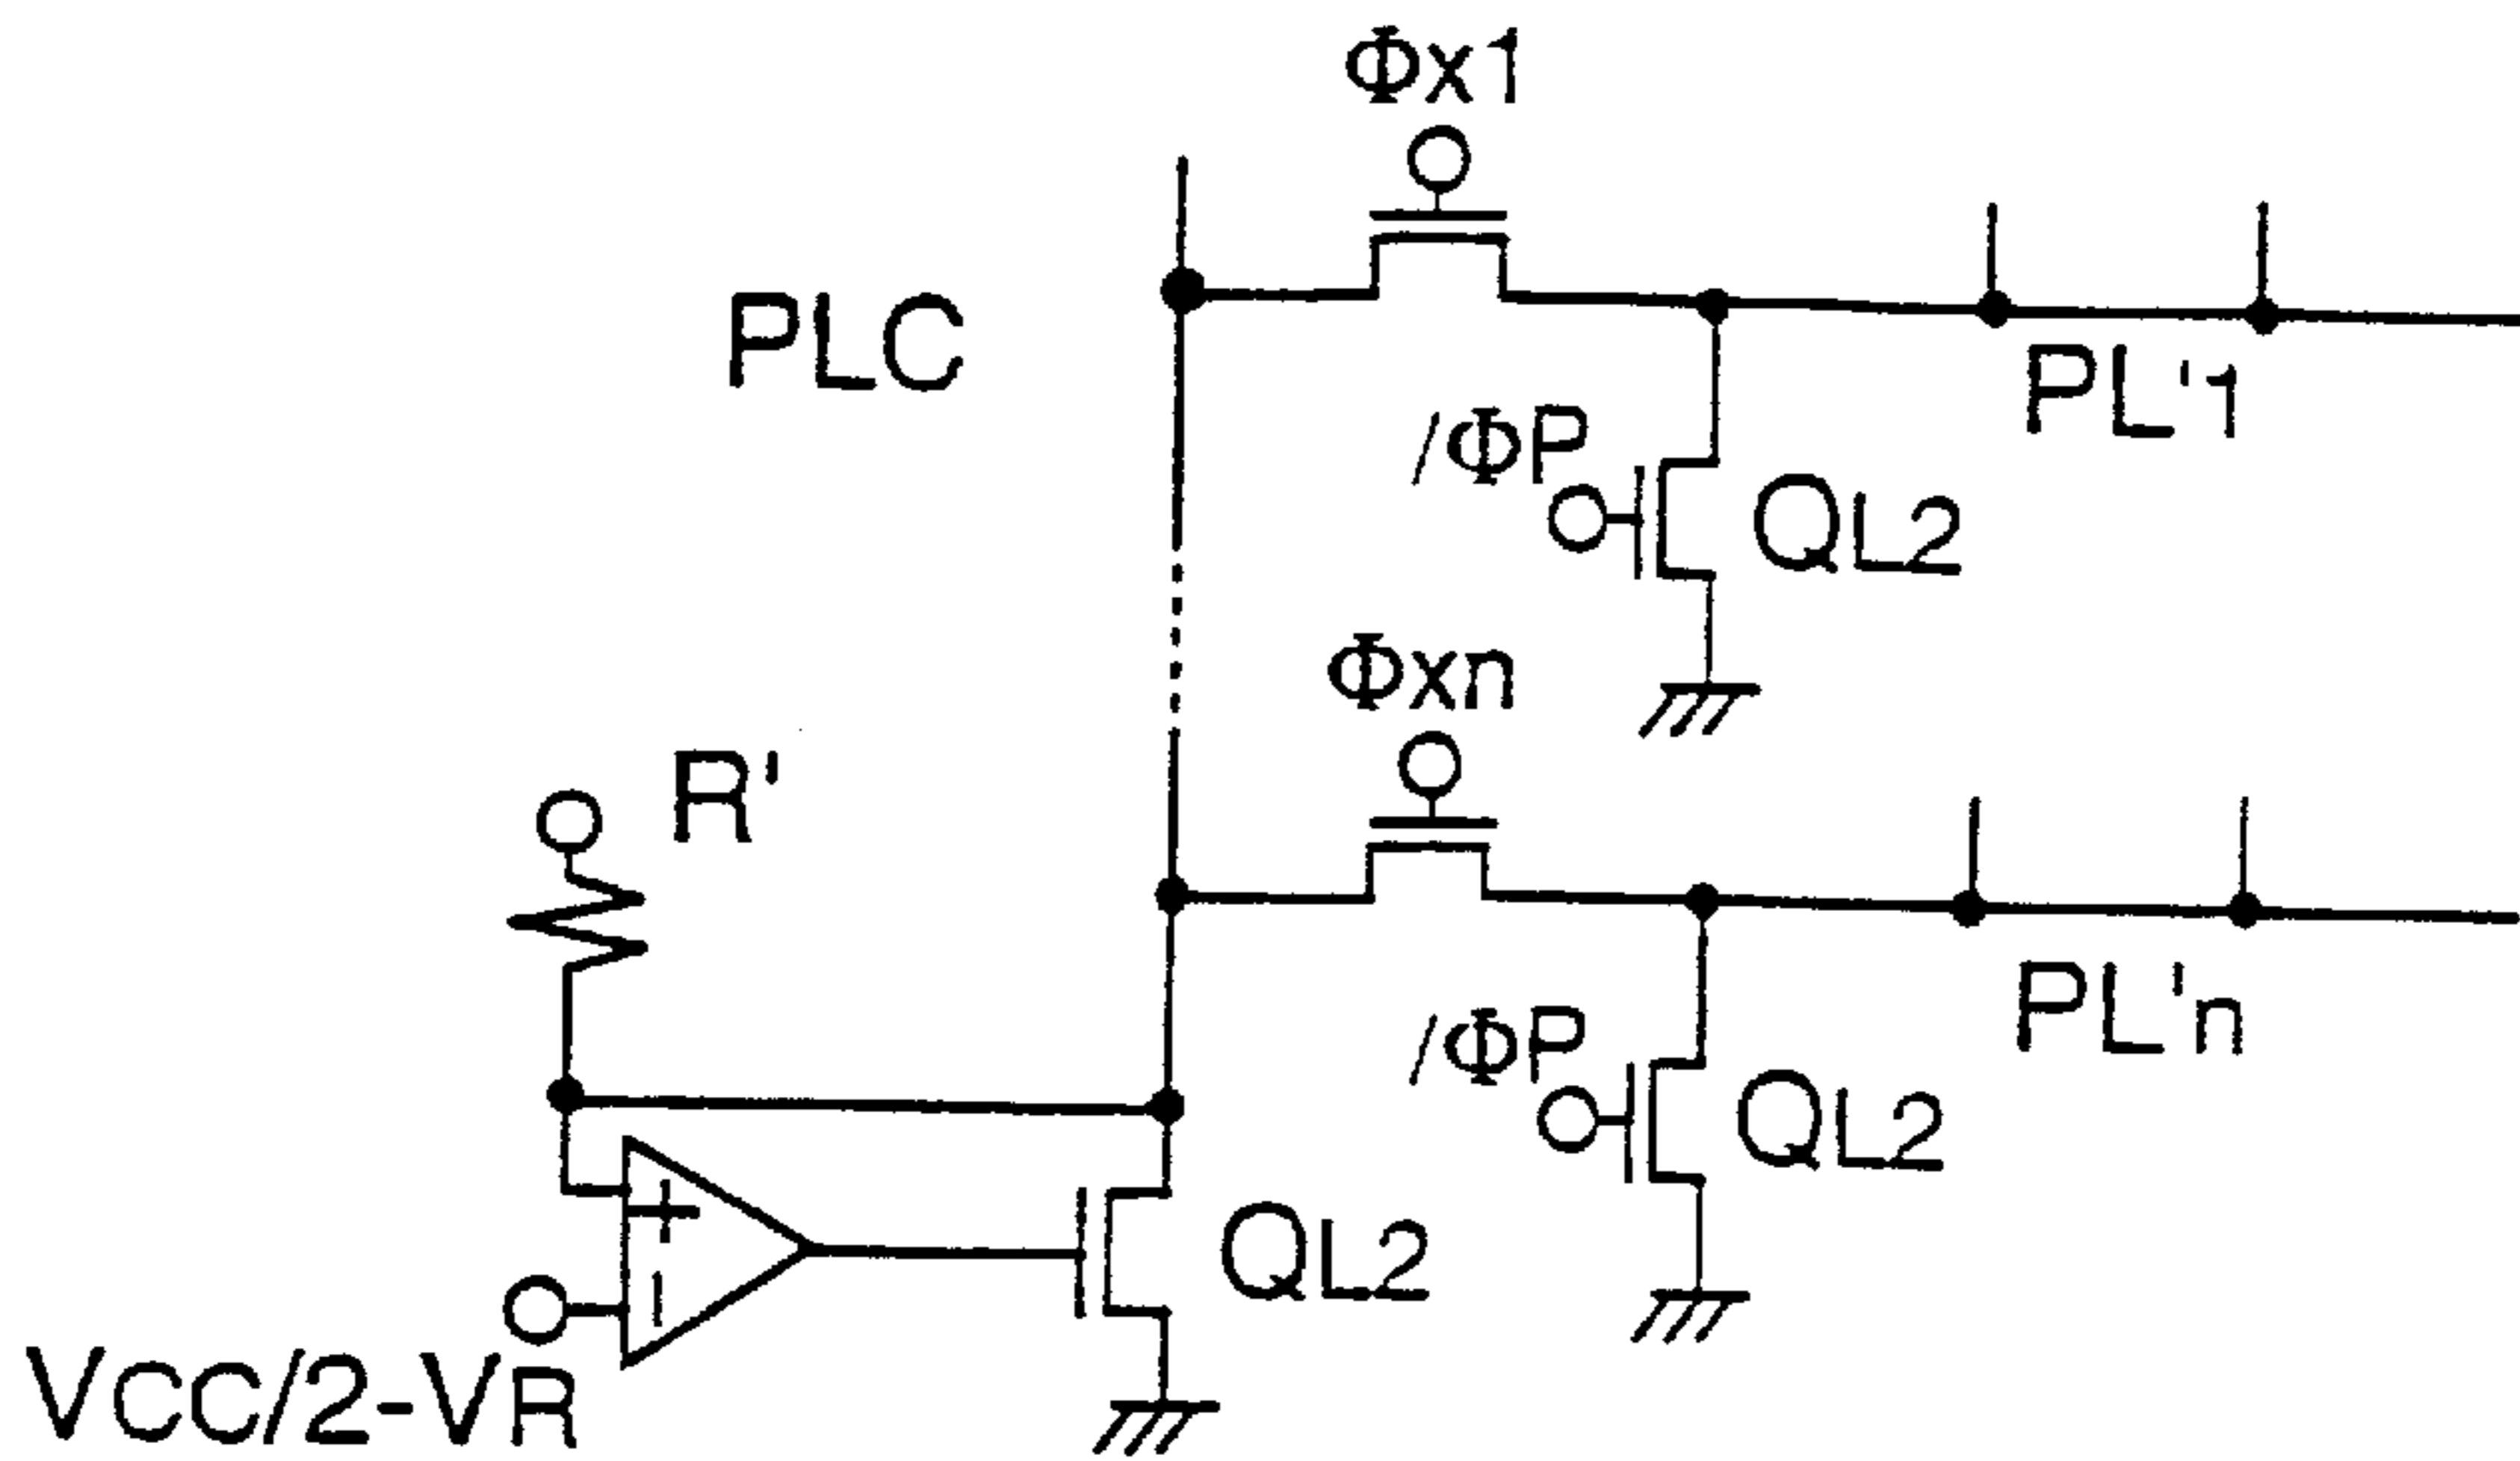 Φx1
PLC
PL'1
/ΦP
QL2
Φxn
R'
PL'n
/ΦP
QL2
+
QL2
-
VCC/2-VR